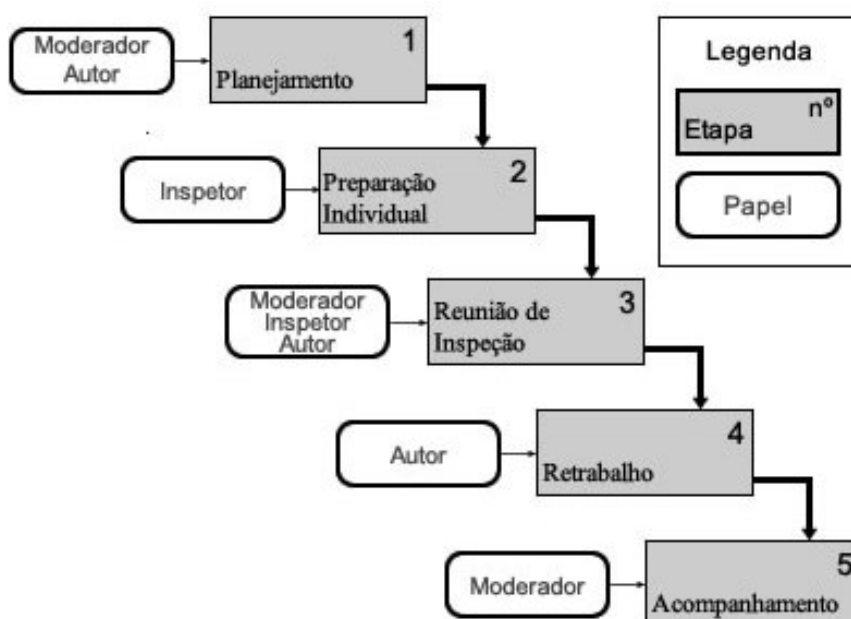 Moderador
Autor
1
Planejamento
Legenda
nº
Etapa
Papel
Inspetor
2
Preparação
Individual
Moderador
Inspetor
Autor
3
Reunião de
Inspeção
Autor
4
Retrabalho
Moderador
5
Acompanhamento